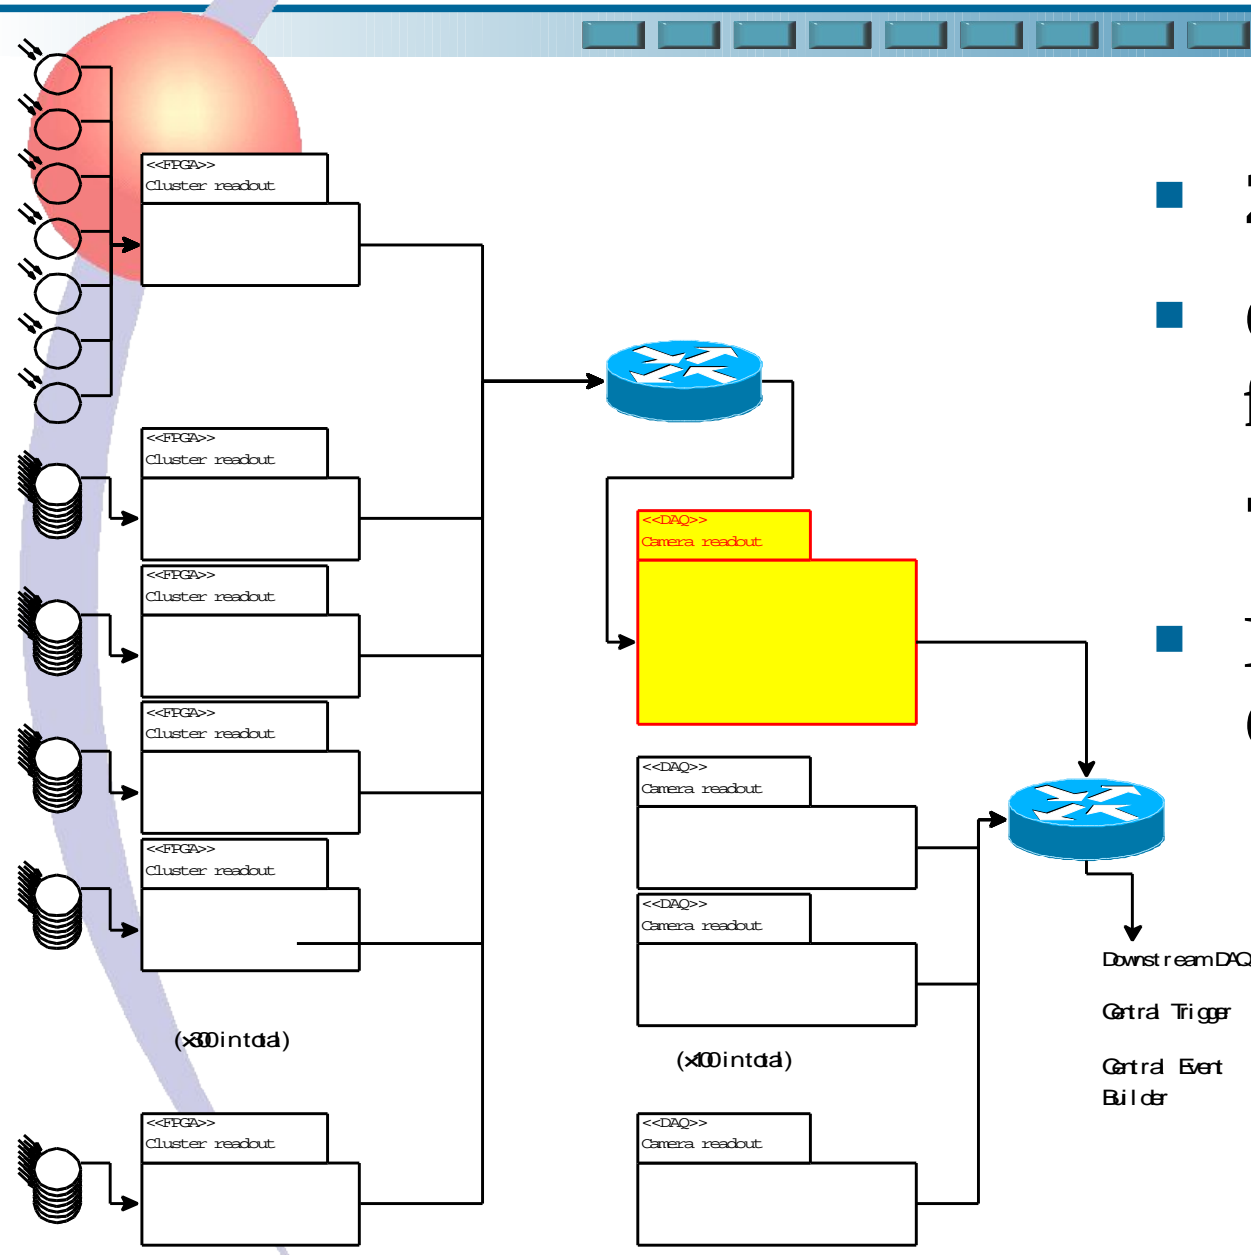 <<FPGA>>
Cluster readout
<<FPGA>>
Cluster readout
<<FPGA>>
Cluster readout
<<FPGA>>
Cluster readout
<<FPGA>>
Cluster readout
(x300 in total)
<<FPGA>>
Cluster readout
<<DAQ>>
Camera readout
<<DAQ>>
Camera readout
<<DAQ>>
Camera readout
(x100 in total)
<<DAQ>>
Camera readout
Downstream DAQ
Central Trigger
Central Event
Builder